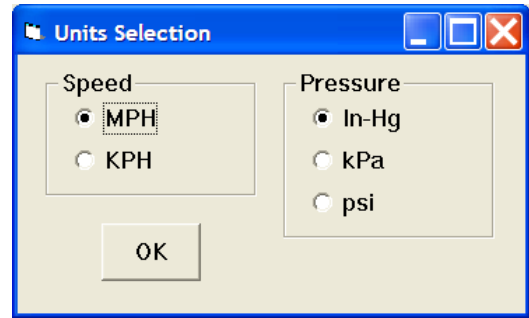 Units Selection
Speed
MPH
KPH
Pressure
In-Hg
kPa
psi
OK